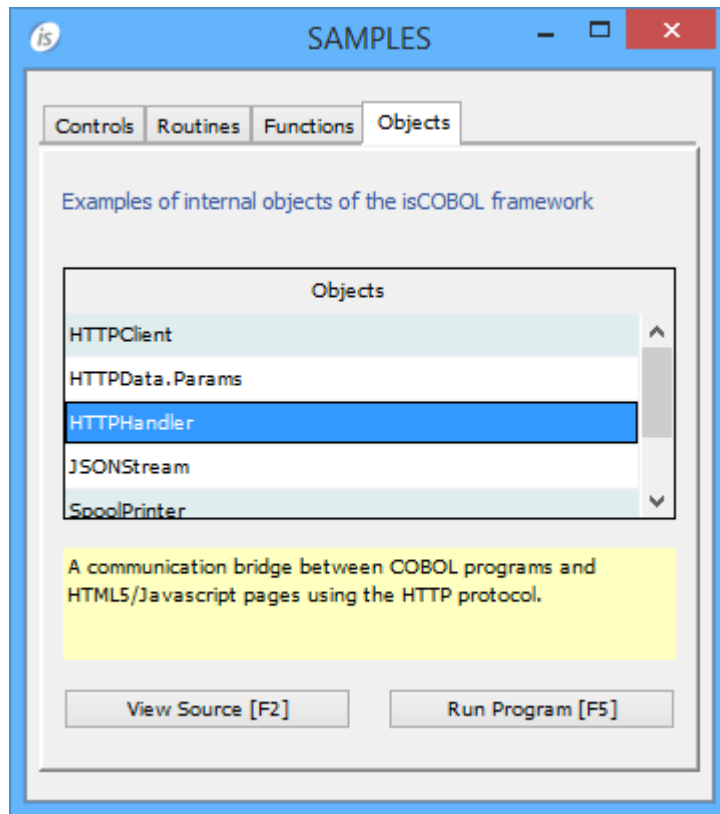 is
SAMPLES
Controls Routines Functions Objects
Examples of internal objects of the isCOBOL framework
Objects
HTTPClient
HTTPData.Params
HTTPHandler
JSONStream
SpoolPrinter
A communication bridge between COBOL programs and
HTML5/Javascript pages using the HTTP protocol.
View Source [F2] Run Program [F5]